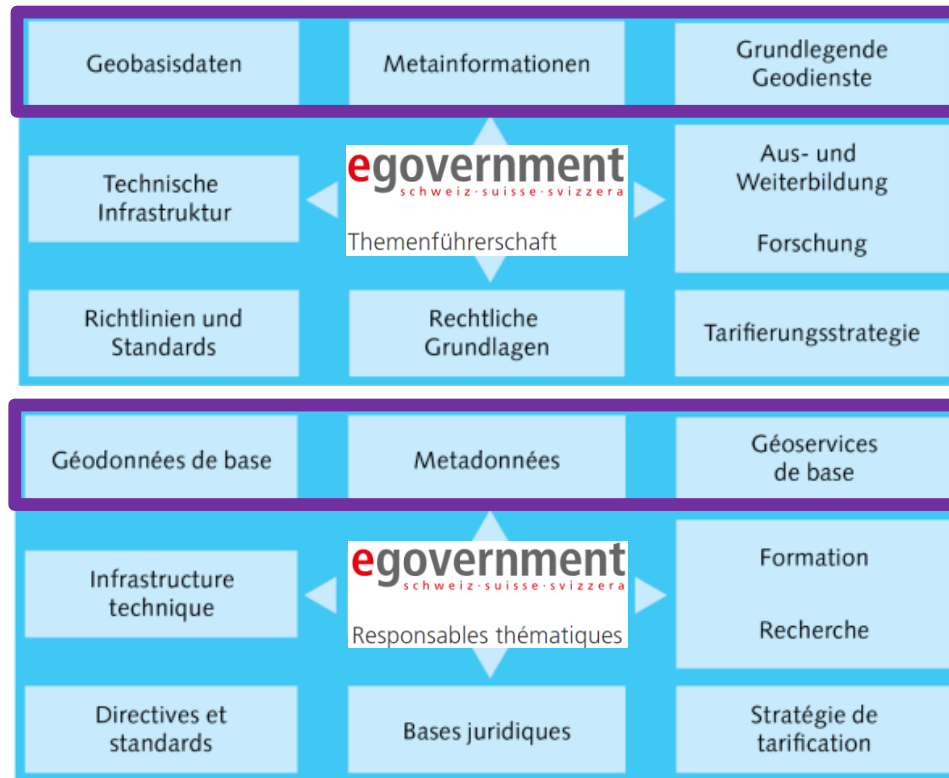 Geobasisdaten
Metainformationen
Grundlegende
Geodienste
Technische
Infrastruktur
egovernment
schweiz·suisse·svizzera
Themenführerschaft
Aus- und
Weiterbildung
Forschung
Richtlinien und
Standards
Rechtliche
Grundlagen
Tarifierungsstrategie
Géodonnées de base
Metadonnées
Géoservices
de base
Infrastructure
technique
egovernment
schweiz·suisse·svizzera
Responsables thématiques
Formation
Recherche
Directives et
standards
Bases juridiques
Stratégie de
tarification